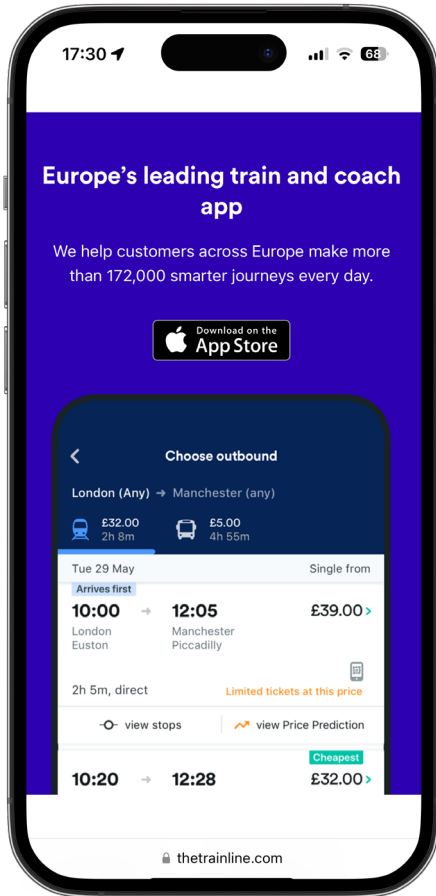 17:30 68
Europe’s leading train and coach
app
We help customers across Europe make more
than 172,000 smarter journeys every day.
Download on the
App Store
Choose outbound
London (Any) → Manchester (any)
£32.00 £5.00
2h 8m 4h 55m
Tue 29 May Single from
Arrives first
10:00 → 12:05 £39.00 >
London Manchester
Euston Piccadilly
2h 5m, direct Limited tickets at this price
view stops view Price Prediction
Cheapest
10:20 → 12:28 £32.00 >
thetrainline.com